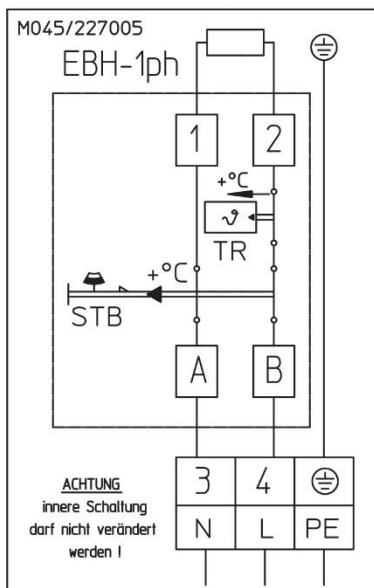 M045/227005
EBH-1ph
1 2
+°C
ϑ
TR
+°C
STB
A B
3 4
N L PE
ACHTUNG
innere Schaltung
darf nicht verändert
werden !